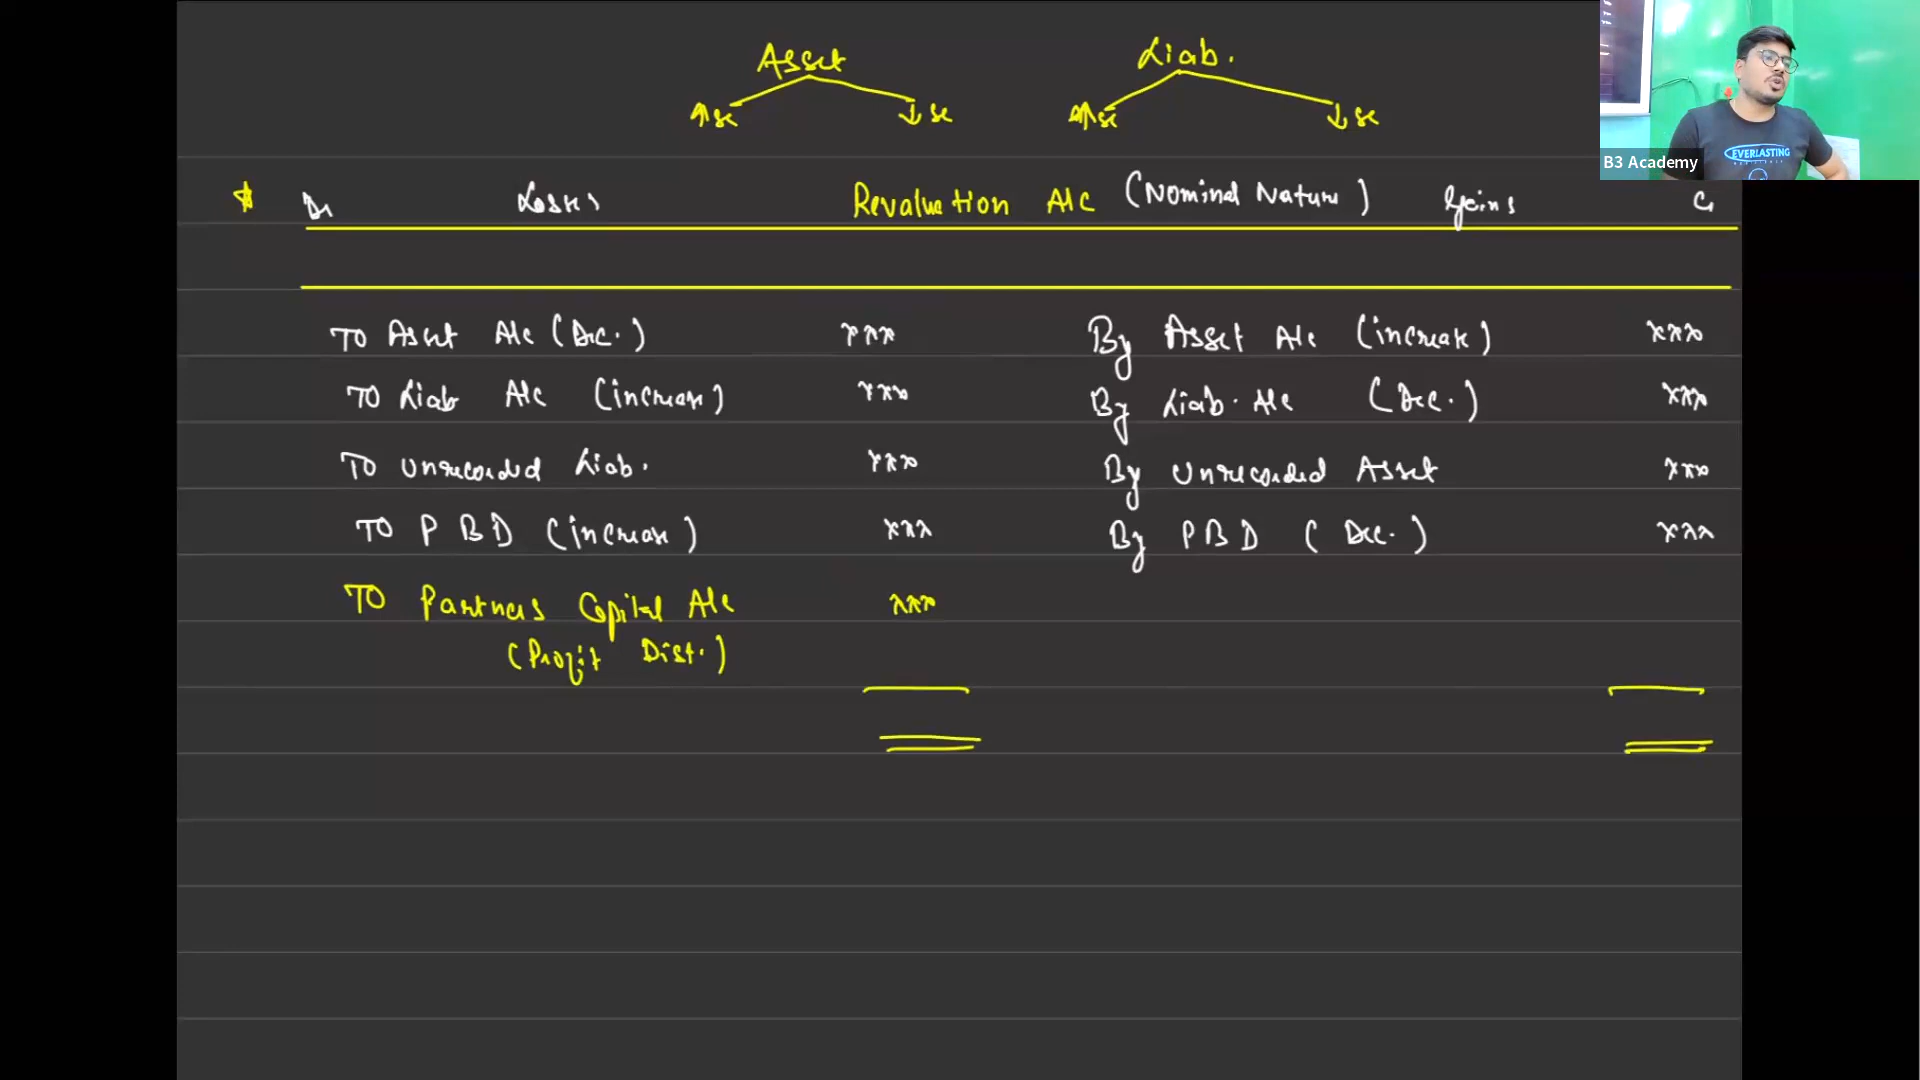 Asset Liab.
↑se ↓se ↑se ↓se
B3 Academy
EVERLASTING
Dr Losses Revaluation A/c (Nominal Nature) Gains Cr
To Asset A/c (Dec.) xxx By Asset A/c (increase) xxx
To Liab A/c (increase) xxx By Liab. A/c (Dec.) xxx
To Unrecorded Liab. xxx By Unrecorded Asset xxx
To PBD (increase) xxx By PBD (Dec.) xxx
To Partners Capital A/c xxx
(Profit Dist.)